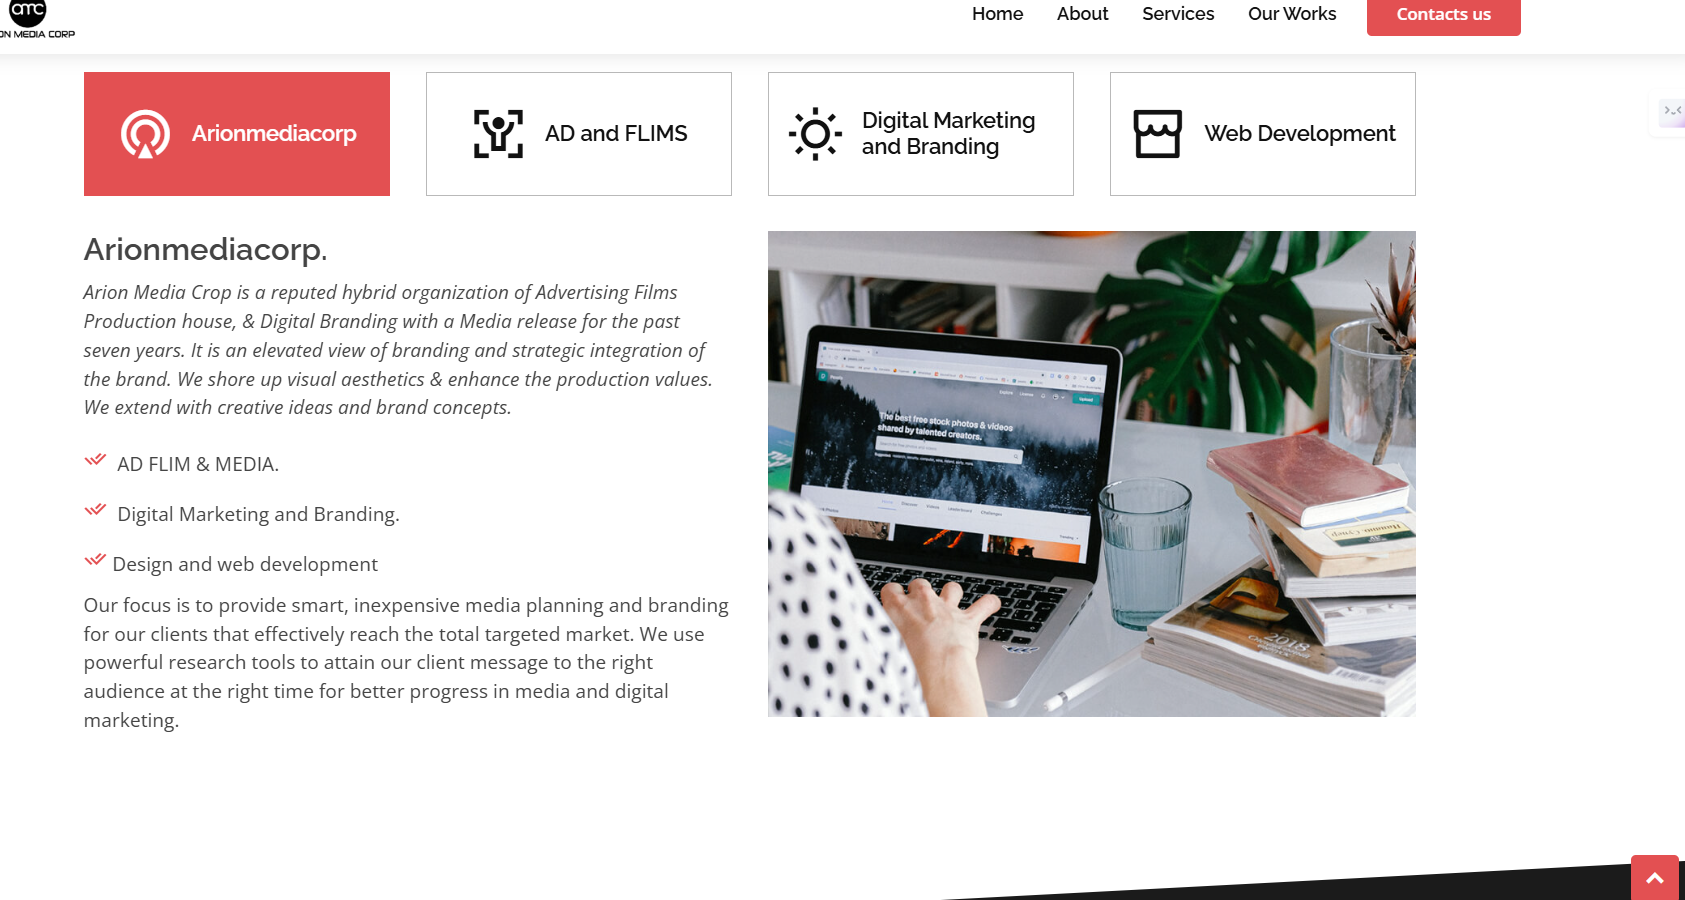 amc
ON MEDIA CORP
Home About Services Our Works Contacts us
Arionmediacorp
AD and FLIMS
Digital Marketing
and Branding
Web Development
Arionmediacorp.
Arion Media Crop is a reputed hybrid organization of Advertising Films
Production house, & Digital Branding with a Media release for the past
seven years. It is an elevated view of branding and strategic integration of
the brand. We shore up visual aesthetics & enhance the production values.
We extend with creative ideas and brand concepts.
AD FLIM & MEDIA.
Digital Marketing and Branding.
Design and web development
Our focus is to provide smart, inexpensive media planning and branding
for our clients that effectively reach the total targeted market. We use
powerful research tools to attain our client message to the right
audience at the right time for better progress in media and digital
marketing.
Upload
The best free stock photos & videos
shared by talented creators.
2018